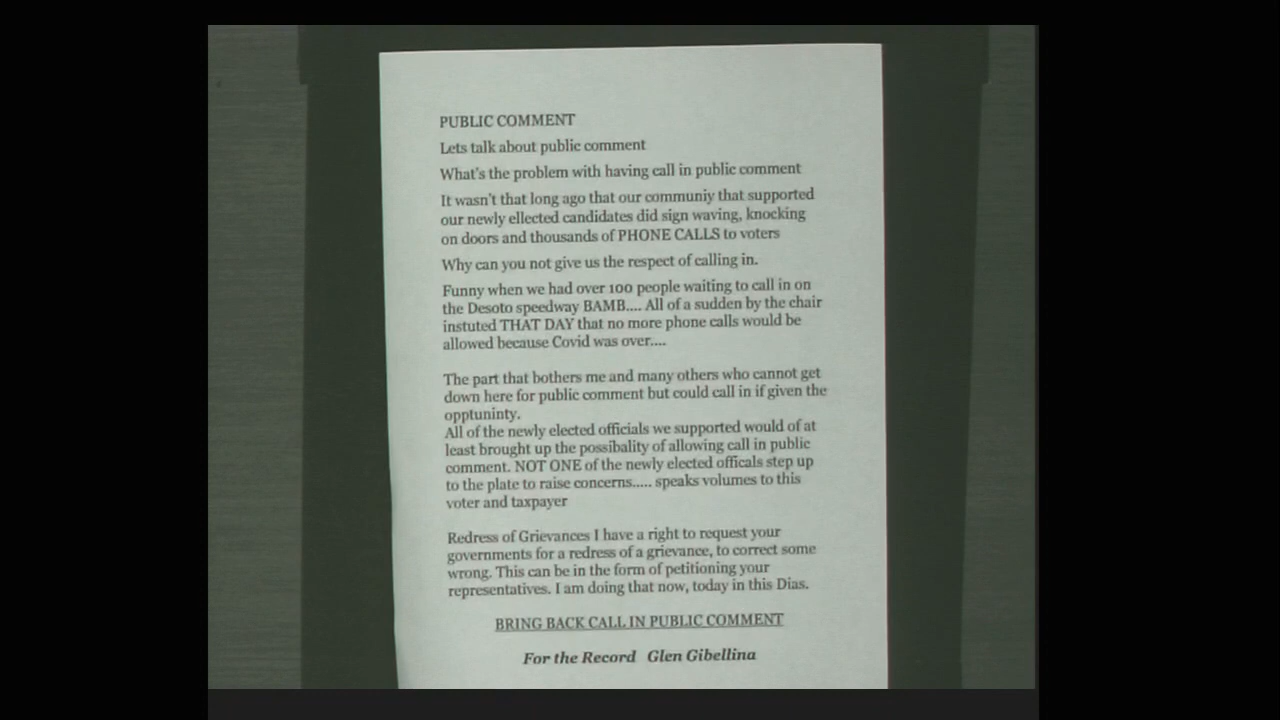 PUBLIC COMMENT
Lets talk about public comment
What's the problem with having call in public comment
It wasn't that long ago that our communiy that supported
our newly ellected candidates did sign waving, knocking
on doors and thousands of PHONE CALLS to voters
Why can you not give us the respect of calling in.
Funny when we had over 100 people waiting to call in on
the Desoto speedway BAMB.... All of a sudden by the chair
instuted THAT DAY that no more phone calls would be
allowed because Covid was over....
The part that bothers me and many others who cannot get
down here for public comment but could call in if given the
opptuninty.
All of the newly elected officials we supported would of at
least brought up the possibality of allowing call in public
comment. NOT ONE of the newly elected officals step up
to the plate to raise concerns..... speaks volumes to this
voter and taxpayer
Redress of Grievances I have a right to request your
governments for a redress of a grievance, to correct some
wrong. This can be in the form of petitioning your
representatives. I am doing that now, today in this Dias.
BRING BACK CALL IN PUBLIC COMMENT
For the Record Glen Gibellina